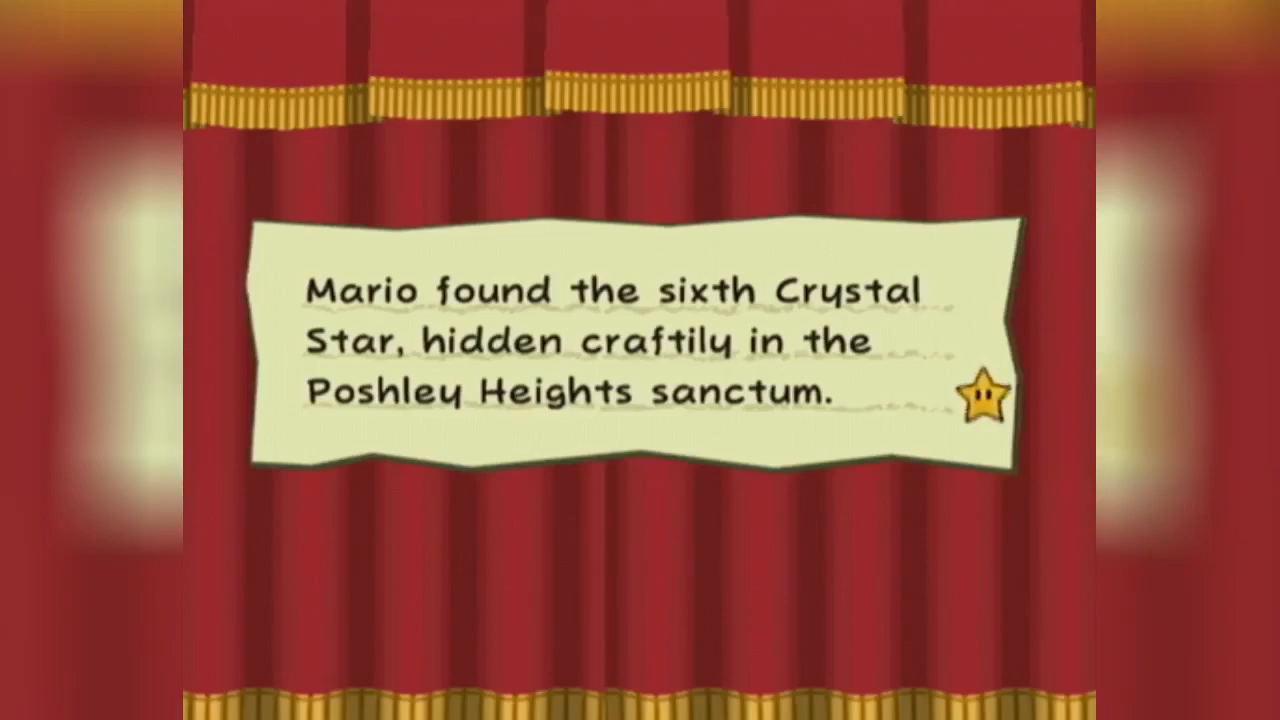 Mario found the sixth Crystal
Star, hidden craftily in the
Poshley Heights sanctum.